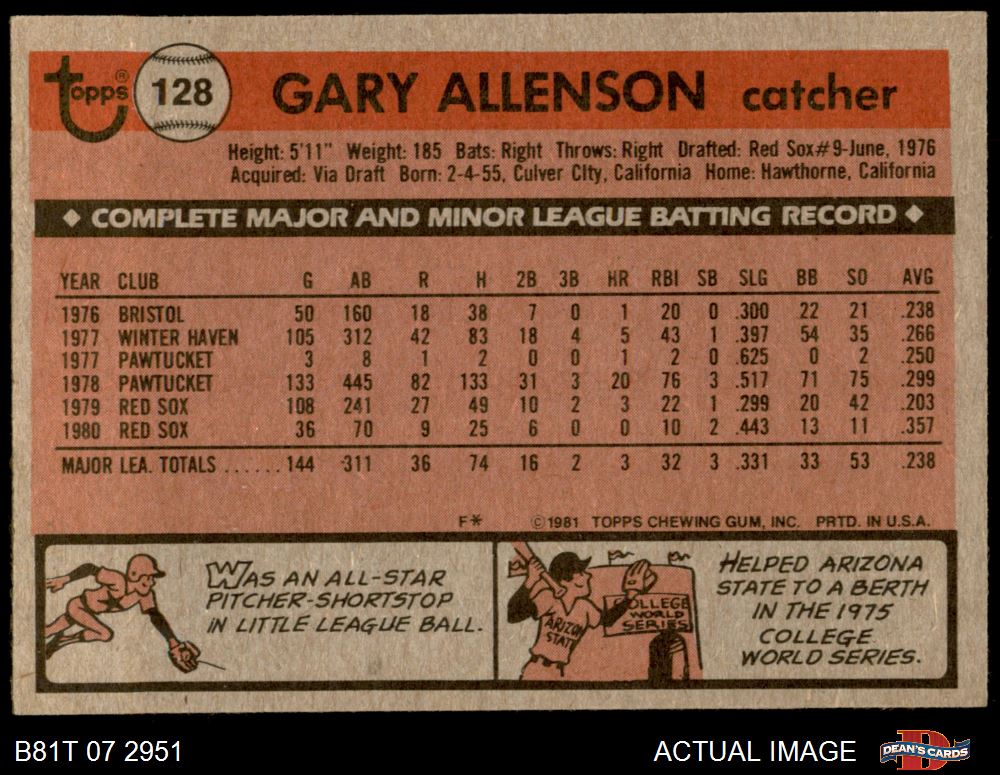 topps® 128 GARY ALLENSON catcher
Height: 5'11" Weight: 185 Bats: Right Throws: Right Drafted: Red Sox#9-June, 1976
Acquired: Via Draft Born: 2-4-55, Culver City, California Home: Hawthorne, California
◆ COMPLETE MAJOR AND MINOR LEAGUE BATTING RECORD ◆
YEAR CLUB G AB R H 2B 3B HR RBI SB SLG BB SO AVG
1976 BRISTOL 50 160 18 38 7 0 1 20 0 .300 22 21 .238
1977 WINTER HAVEN 105 312 42 83 18 4 5 43 1 .397 54 35 .266
1977 PAWTUCKET 3 8 1 2 0 0 1 2 0 .625 0 2 .250
1978 PAWTUCKET 133 445 82 133 31 3 20 76 3 .517 71 75 .299
1979 RED SOX 108 241 27 49 10 2 3 22 1 .299 20 42 .203
1980 RED SOX 36 70 9 25 6 0 0 10 2 .443 13 11 .357
MAJOR LEA. TOTALS ......144 311 36 74 16 2 3 32 3 .331 33 53 .238
F* ©1981 TOPPS CHEWING GUM, INC. PRTD. IN U.S.A.
WAS AN ALL-STAR
PITCHER-SHORTSTOP
IN LITTLE LEAGUE BALL.
ARIZONA
STATE
COLLEGE
WORLD
SERIES
HELPED ARIZONA
STATE TO A BERTH
IN THE 1975
COLLEGE
WORLD SERIES.
B81T 07 2951 ACTUAL IMAGE DEAN'S CARDS